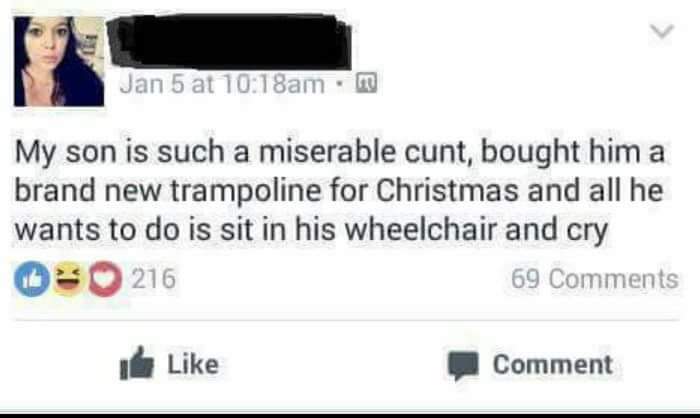 Jan 5 at 10:18am ·
My son is such a miserable cunt, bought him a
brand new trampoline for Christmas and all he
wants to do is sit in his wheelchair and cry
216 69 Comments
Like Comment